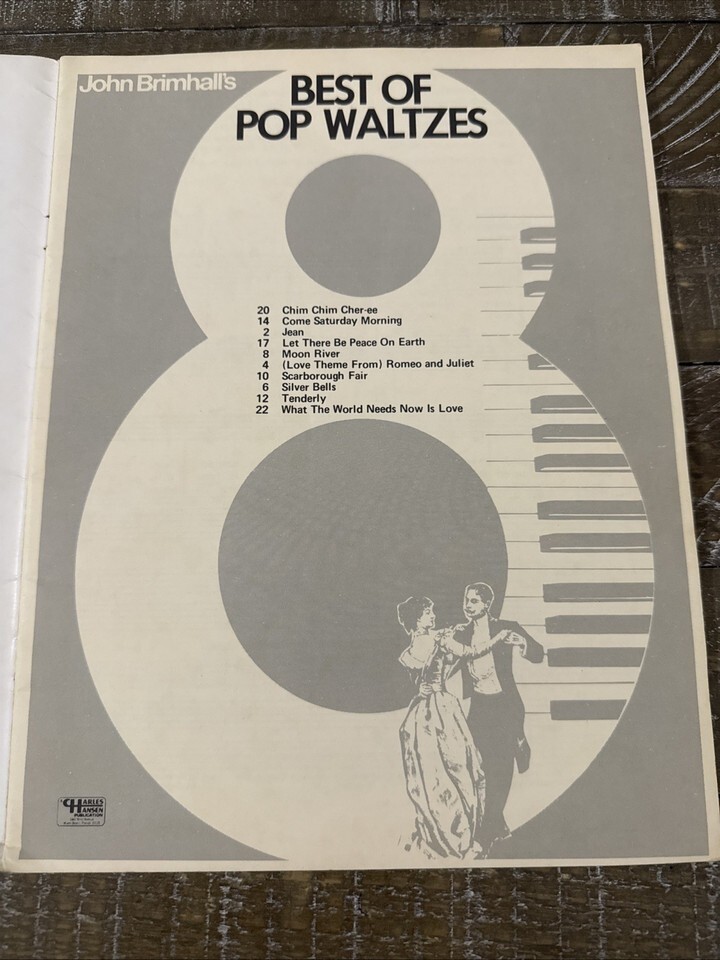 John Brimhall's
BEST OF
POP WALTZES
20 Chim Chim Cher-ee
14 Come Saturday Morning
2 Jean
17 Let There Be Peace On Earth
8 Moon River
4 (Love Theme From) Romeo and Juliet
10 Scarborough Fair
6 Silver Bells
12 Tenderly
22 What The World Needs Now Is Love
8
CHARLES
HANSEN
PUBLICATION